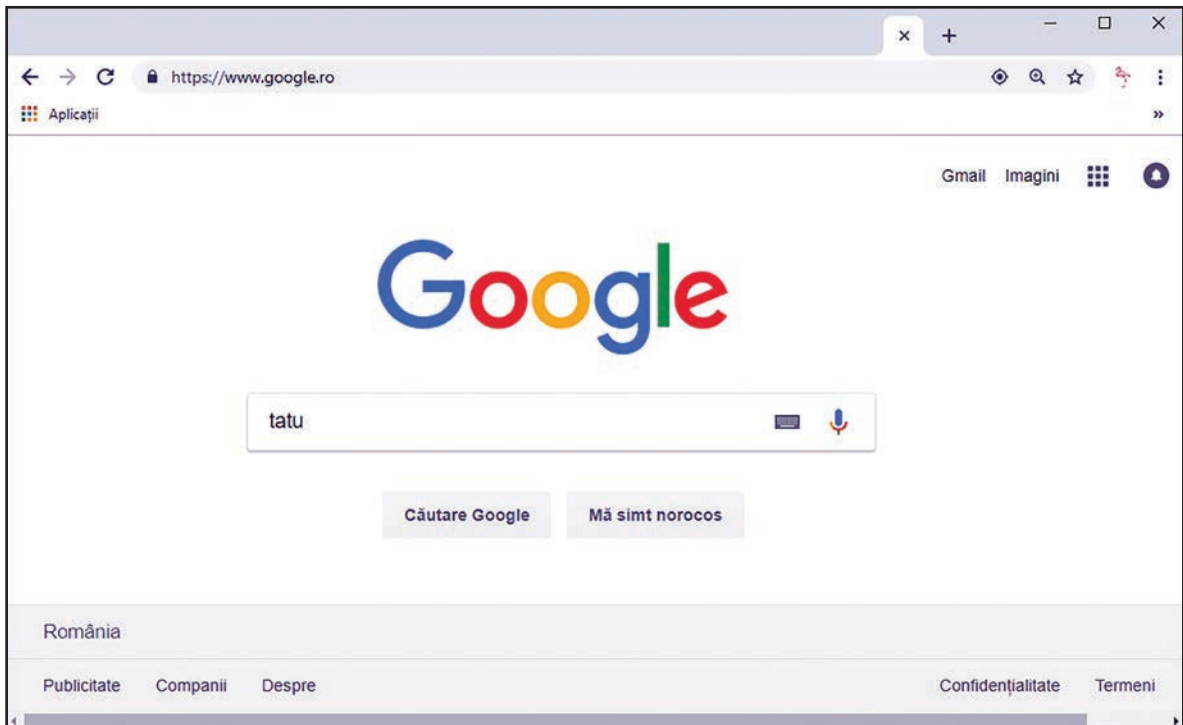 https://www.google.ro
Aplicații
Gmail Imagini
Google
tatu
Căutare Google Mă simt norocos
România
Publicitate Companii Despre Confidențialitate Termeni